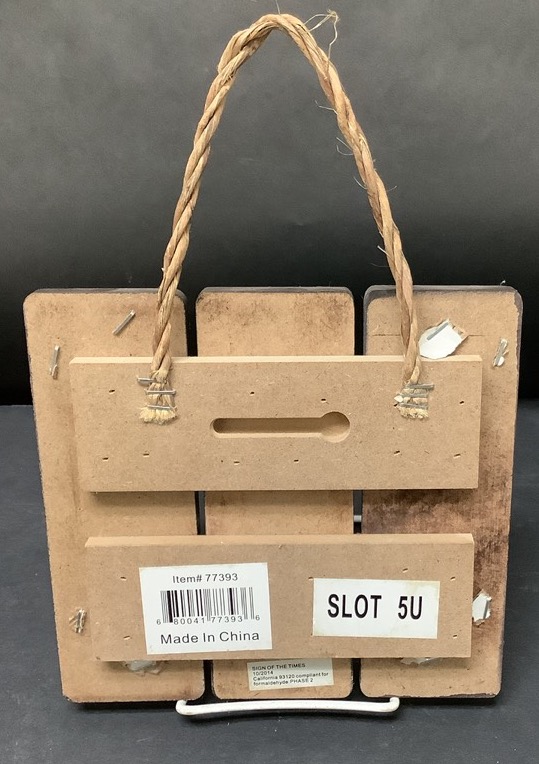 Item# 77393
6 80041 77393 6
Made In China
SLOT 5U
SIGN OF THE TIMES
10/2014
California 93120 compliant for
formaldehyde PHASE 2